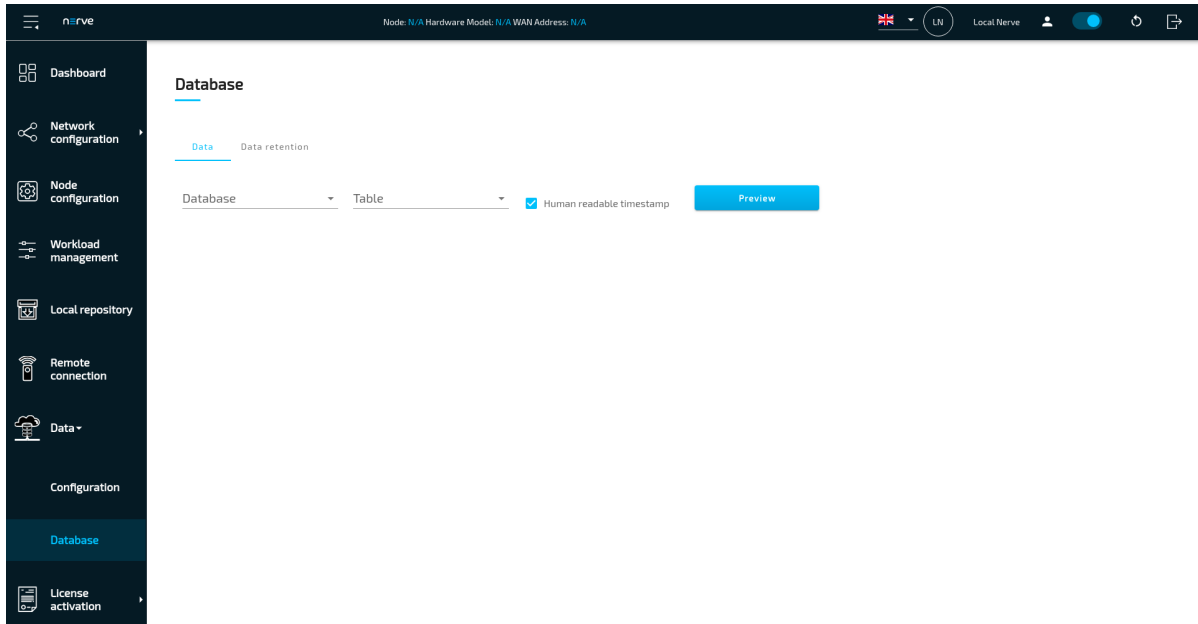 nerve
Node: N/A Hardware Model: N/A WAN Address: N/A
LN
Local Nerve
Dashboard
Network
configuration
Node
configuration
Workload
management
Local repository
Remote
connection
Data
Configuration
Database
License
activation
Database
Data
Data retention
Database
Table
Human readable timestamp
Preview